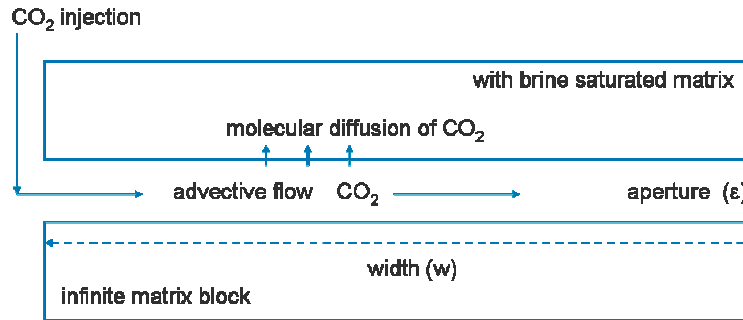 CO₂ injection
with brine saturated matrix
molecular diffusion of CO₂
advective flow CO₂
aperture (ε)
width (w)
infinite matrix block